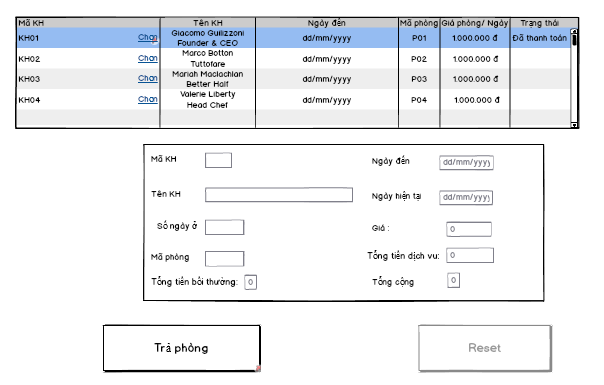 Mã KH Tên KH Ngày đến Mã phòng Giá phòng/ Ngày Trạng thái
KH01 Chọn Giacomo Guilizzoni Founder & CEO dd/mm/yyyy P01 1.000.000 đ Đã thanh toán
KH02 Chọn Marco Botton Tuttofare dd/mm/yyyy P02 1.000.000 đ
KH03 Chọn Mariah Maclachlan Better Half dd/mm/yyyy P03 1.000.000 đ
KH04 Chọn Valerie Liberty Head Chef dd/mm/yyyy P04 1.000.000 đ
Mã KH Ngày đến dd/mm/yyyy
Tên KH Ngày hiện tại dd/mm/yyyy
Số ngày ở Giá : 0
Mã phòng Tổng tiền dịch vu: 0
Tổng tiền bồi thường: 0 Tổng cộng 0
Trả phòng Reset